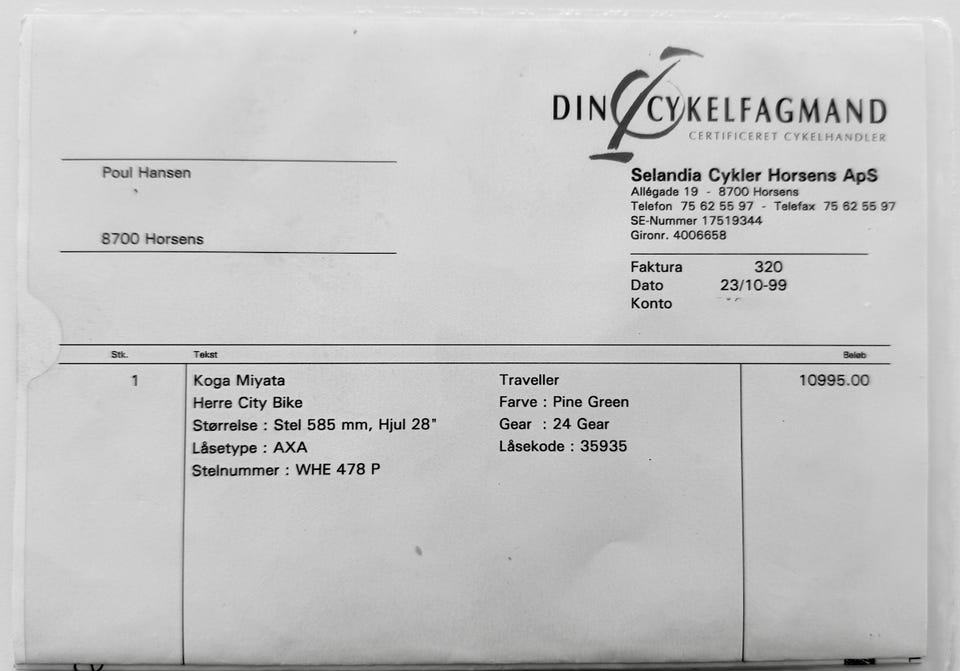 DIN CYKELFAGMAND
CERTIFICERET CYKELHANDLER
Poul Hansen
8700 Horsens
Selandia Cykler Horsens ApS
Allégade 19 - 8700 Horsens
Telefon 75 62 55 97 - Telefax 75 62 55 97
SE-Nummer 17519344
Gironr. 4006658
Faktura 320
Dato 23/10-99
Konto
Stk. Tekst Beløb
1 Koga Miyata Traveller 10995.00
Herre City Bike Farve : Pine Green
Størrelse : Stel 585 mm, Hjul 28" Gear : 24 Gear
Låsetype : AXA Låsekode : 35935
Stelnummer : WHE 478 P